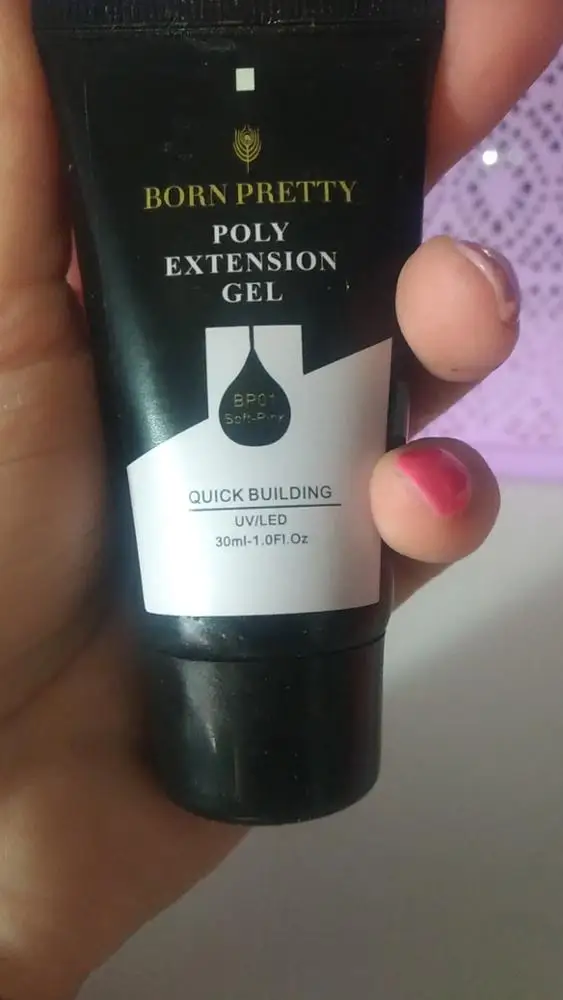 BORN PRETTY
POLY
EXTENSION
GEL
BP01
Soft-Pink
QUICK BUILDING
UV/LED
30ml-1.0Fl.Oz